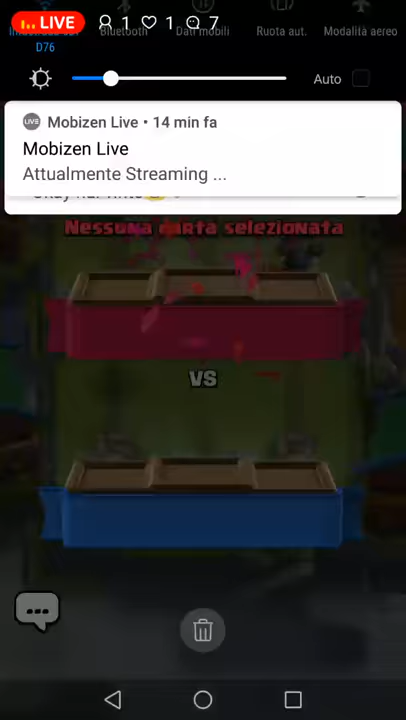 LIVE 1 1 7
Bluetooth Dati mobili Ruota aut. Modalità aereo
D76
Auto
LIVE Mobizen Live • 14 min fa
Mobizen Live
Attualmente Streaming ...
Nessuna carta selezionata
VS